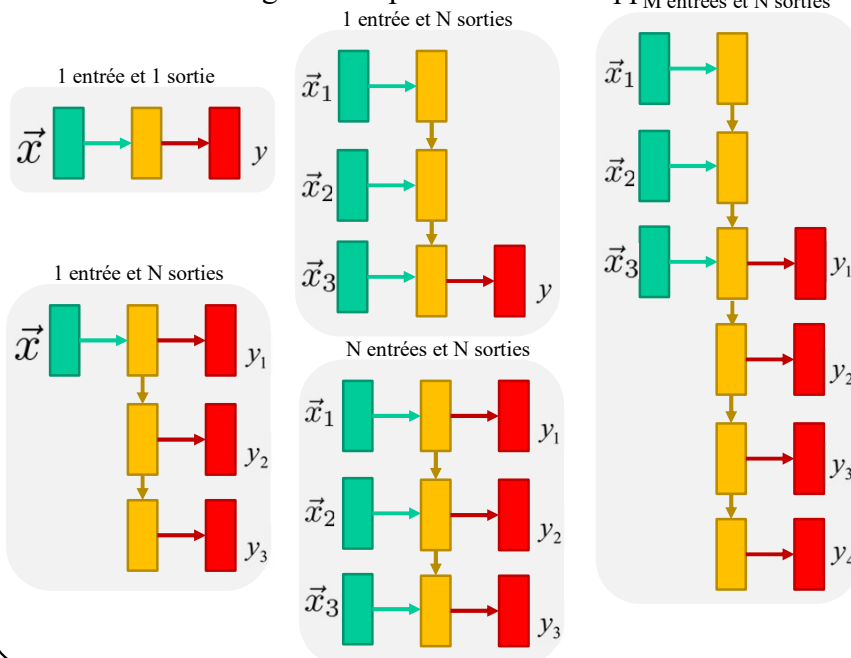 1 entrée et N sorties
M entrées et N sorties
1 entrée et 1 sortie
x⃗
y
x⃗1
x⃗2
x⃗3
y
x⃗1
x⃗2
x⃗3
y1
y2
y3
y4
1 entrée et N sorties
x⃗
y1
y2
y3
N entrées et N sorties
x⃗1
y1
x⃗2
y2
x⃗3
y3